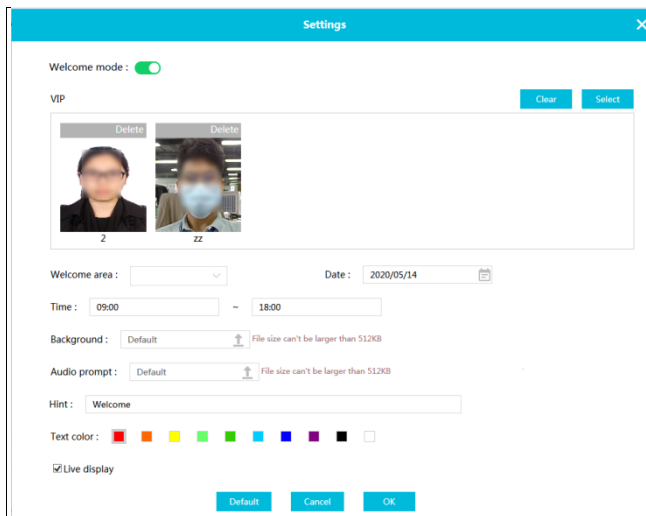 Settings
Welcome mode :
VIP
Clear Select
Delete Delete
2 zz
Welcome area : Date : 2020/05/14
Time : 09:00 ~ 18:00
Background : Default File size can't be larger than 512KB
Audio prompt : Default File size can't be larger than 512KB
Hint : Welcome
Text color :
Live display
Default Cancel OK